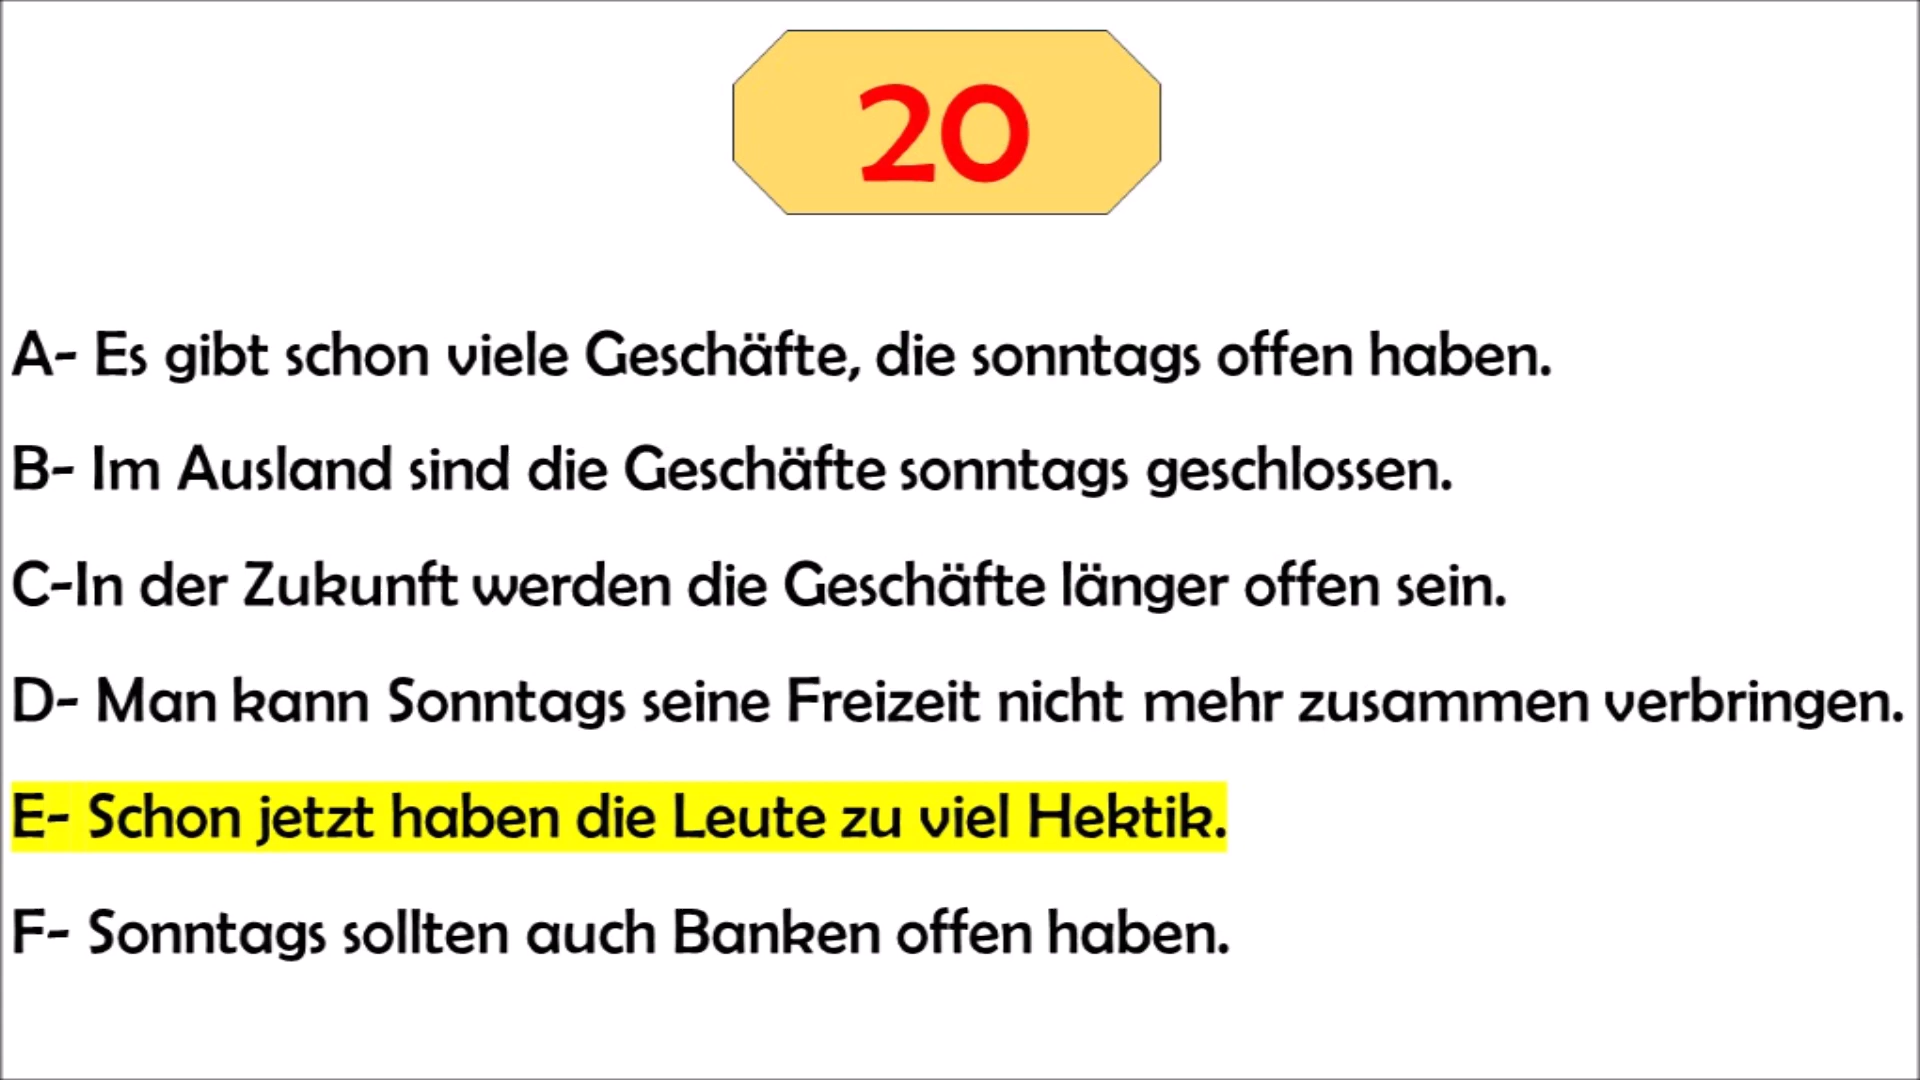 20
A- Es gibt schon viele Geschäfte, die sonntags offen haben.
B- Im Ausland sind die Geschäfte sonntags geschlossen.
C-In der Zukunft werden die Geschäfte länger offen sein.
D- Man kann Sonntags seine Freizeit nicht mehr zusammen verbringen.
E- Schon jetzt haben die Leute zu viel Hektik.
F- Sonntags sollten auch Banken offen haben.